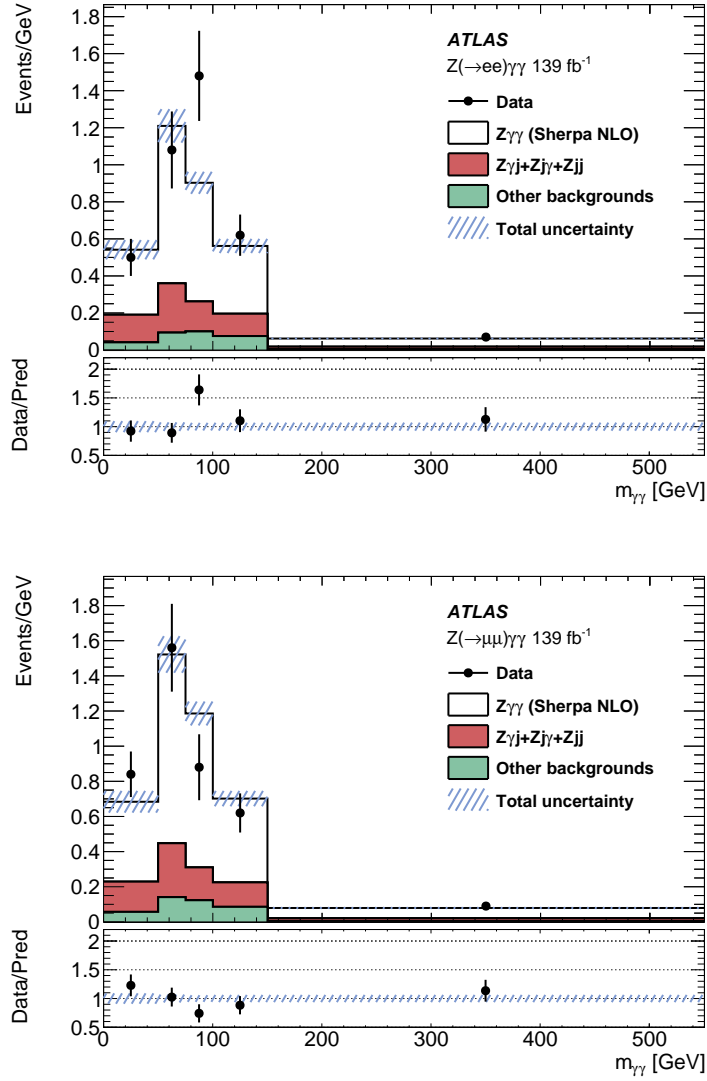 Events/GeV
1.8
1.6
1.4
1.2
1
0.8
0.6
0.4
0.2
0
ATLAS
Z(→ee)γγ 139 fb⁻¹
Data
Zγγ (Sherpa NLO)
Zγj+Zjγ+Zjj
Other backgrounds
Total uncertainty
Data/Pred
2
1.5
1
0.5
0 100 200 300 400 500
m_γγ [GeV]
Events/GeV
1.8
1.6
1.4
1.2
1
0.8
0.6
0.4
0.2
0
ATLAS
Z(→μμ)γγ 139 fb⁻¹
Data
Zγγ (Sherpa NLO)
Zγj+Zjγ+Zjj
Other backgrounds
Total uncertainty
Data/Pred
2
1.5
1
0.5
0 100 200 300 400 500
m_γγ [GeV]